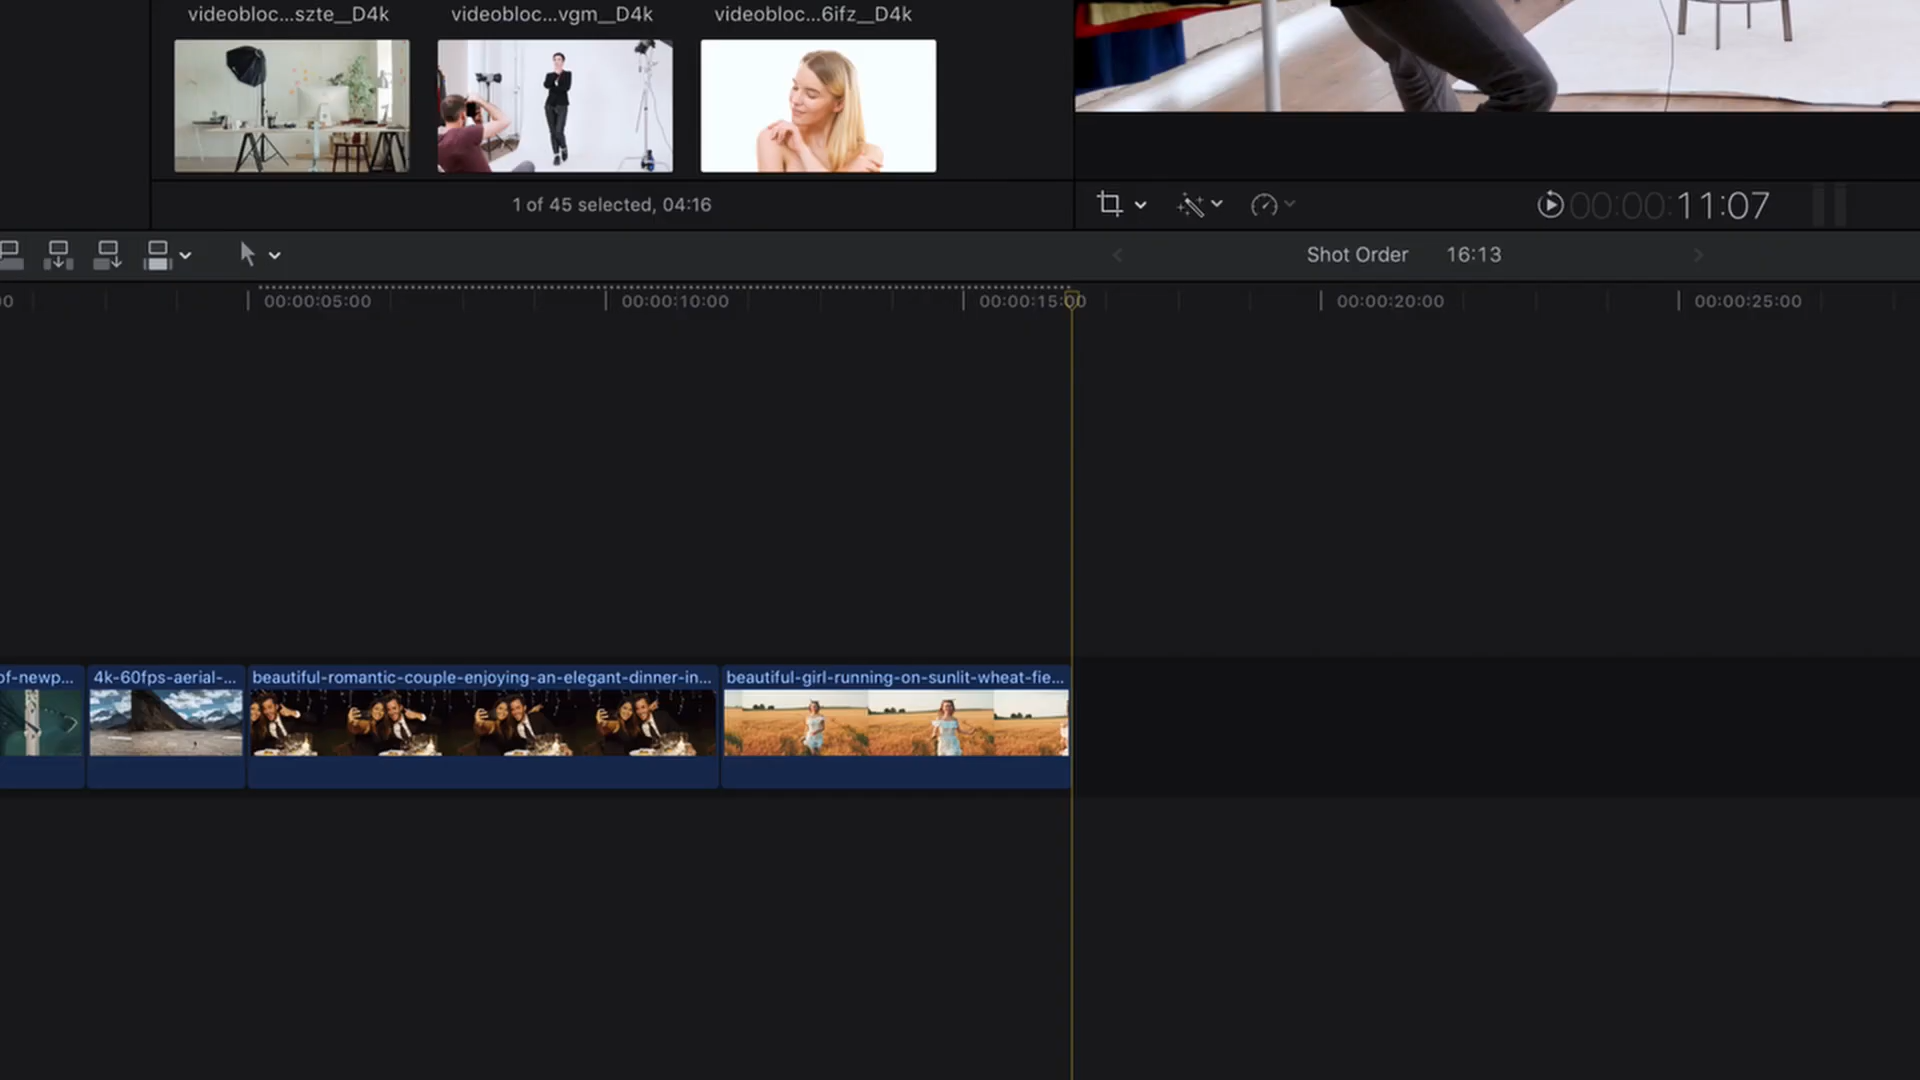 videobloc...szte__D4k
videobloc...vgm__D4k
videobloc...6ifz__D4k
1 of 45 selected, 04:16
00:00:11:07
Shot Order
16:13
0
00:00:05:00
00:00:10:00
00:00:15:00
00:00:20:00
00:00:25:00
of-newp...
4k-60fps-aerial-...
beautiful-romantic-couple-enjoying-an-elegant-dinner-in...
beautiful-girl-running-on-sunlit-wheat-fie...